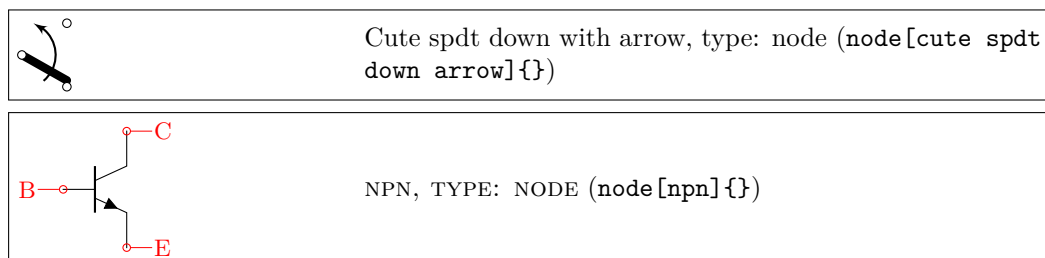 Cute spdt down with arrow, type: node (node[cute spdt
down arrow]{})
C
B
NPN, TYPE: NODE (node[npn]{})
E